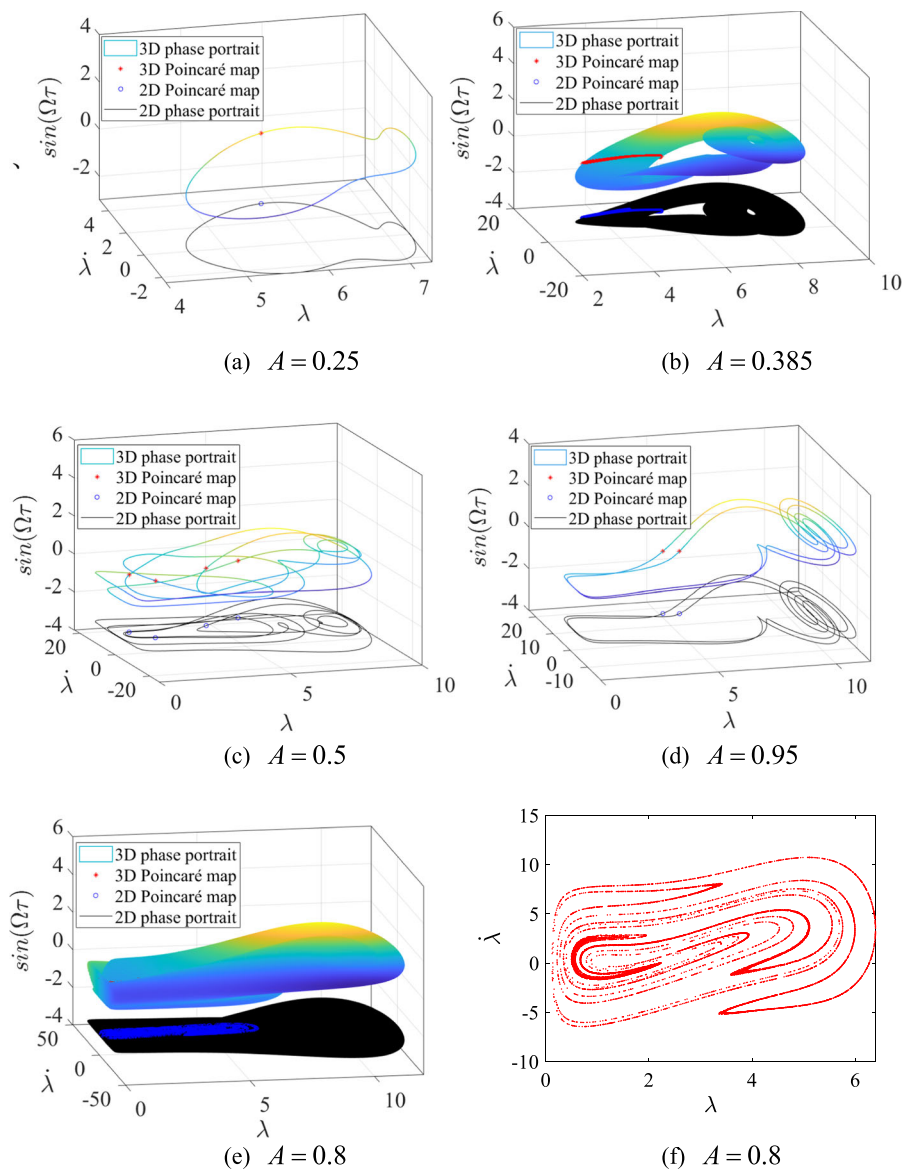 4
2
0
-2
sin(Ωτ)
3D phase portrait
3D Poincaré map
2D Poincaré map
2D phase portrait
4
2
0
-2
λ̇
4
5
6
7
λ
(a) A = 0.25
6
4
2
0
-2
-4
sin(Ωτ)
3D phase portrait
3D Poincaré map
2D Poincaré map
2D phase portrait
20
0
-20
λ̇
2
4
6
8
10
λ
(b) A = 0.385
6
4
2
0
-2
-4
sin(Ωτ)
3D phase portrait
3D Poincaré map
2D Poincaré map
2D phase portrait
20
0
-20
λ̇
0
5
10
λ
(c) A = 0.5
4
2
0
-2
-4
sin(Ωτ)
3D phase portrait
3D Poincaré map
2D Poincaré map
2D phase portrait
20
10
0
-10
λ̇
0
5
10
λ
(d) A = 0.95
6
4
2
0
-2
-4
sin(Ωτ)
3D phase portrait
3D Poincaré map
2D Poincaré map
2D phase portrait
50
0
-50
λ̇
0
5
10
λ
(e) A = 0.8
15
10
5
0
-5
-10
λ̇
0
2
4
6
λ
(f) A = 0.8